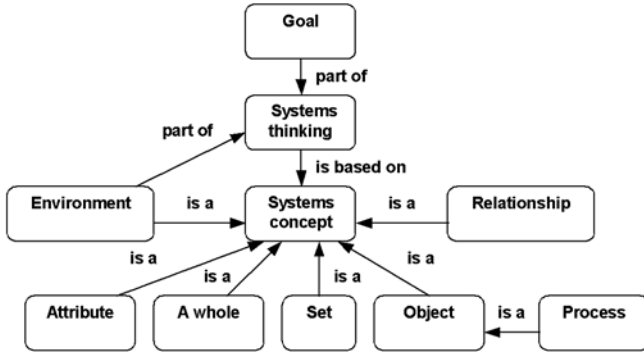 Goal
part of
Systems
thinking
part of
is based on
Environment
is a
Systems
concept
is a
Relationship
is a
is a
is a
is a
Attribute
A whole
Set
Object
is a
Process